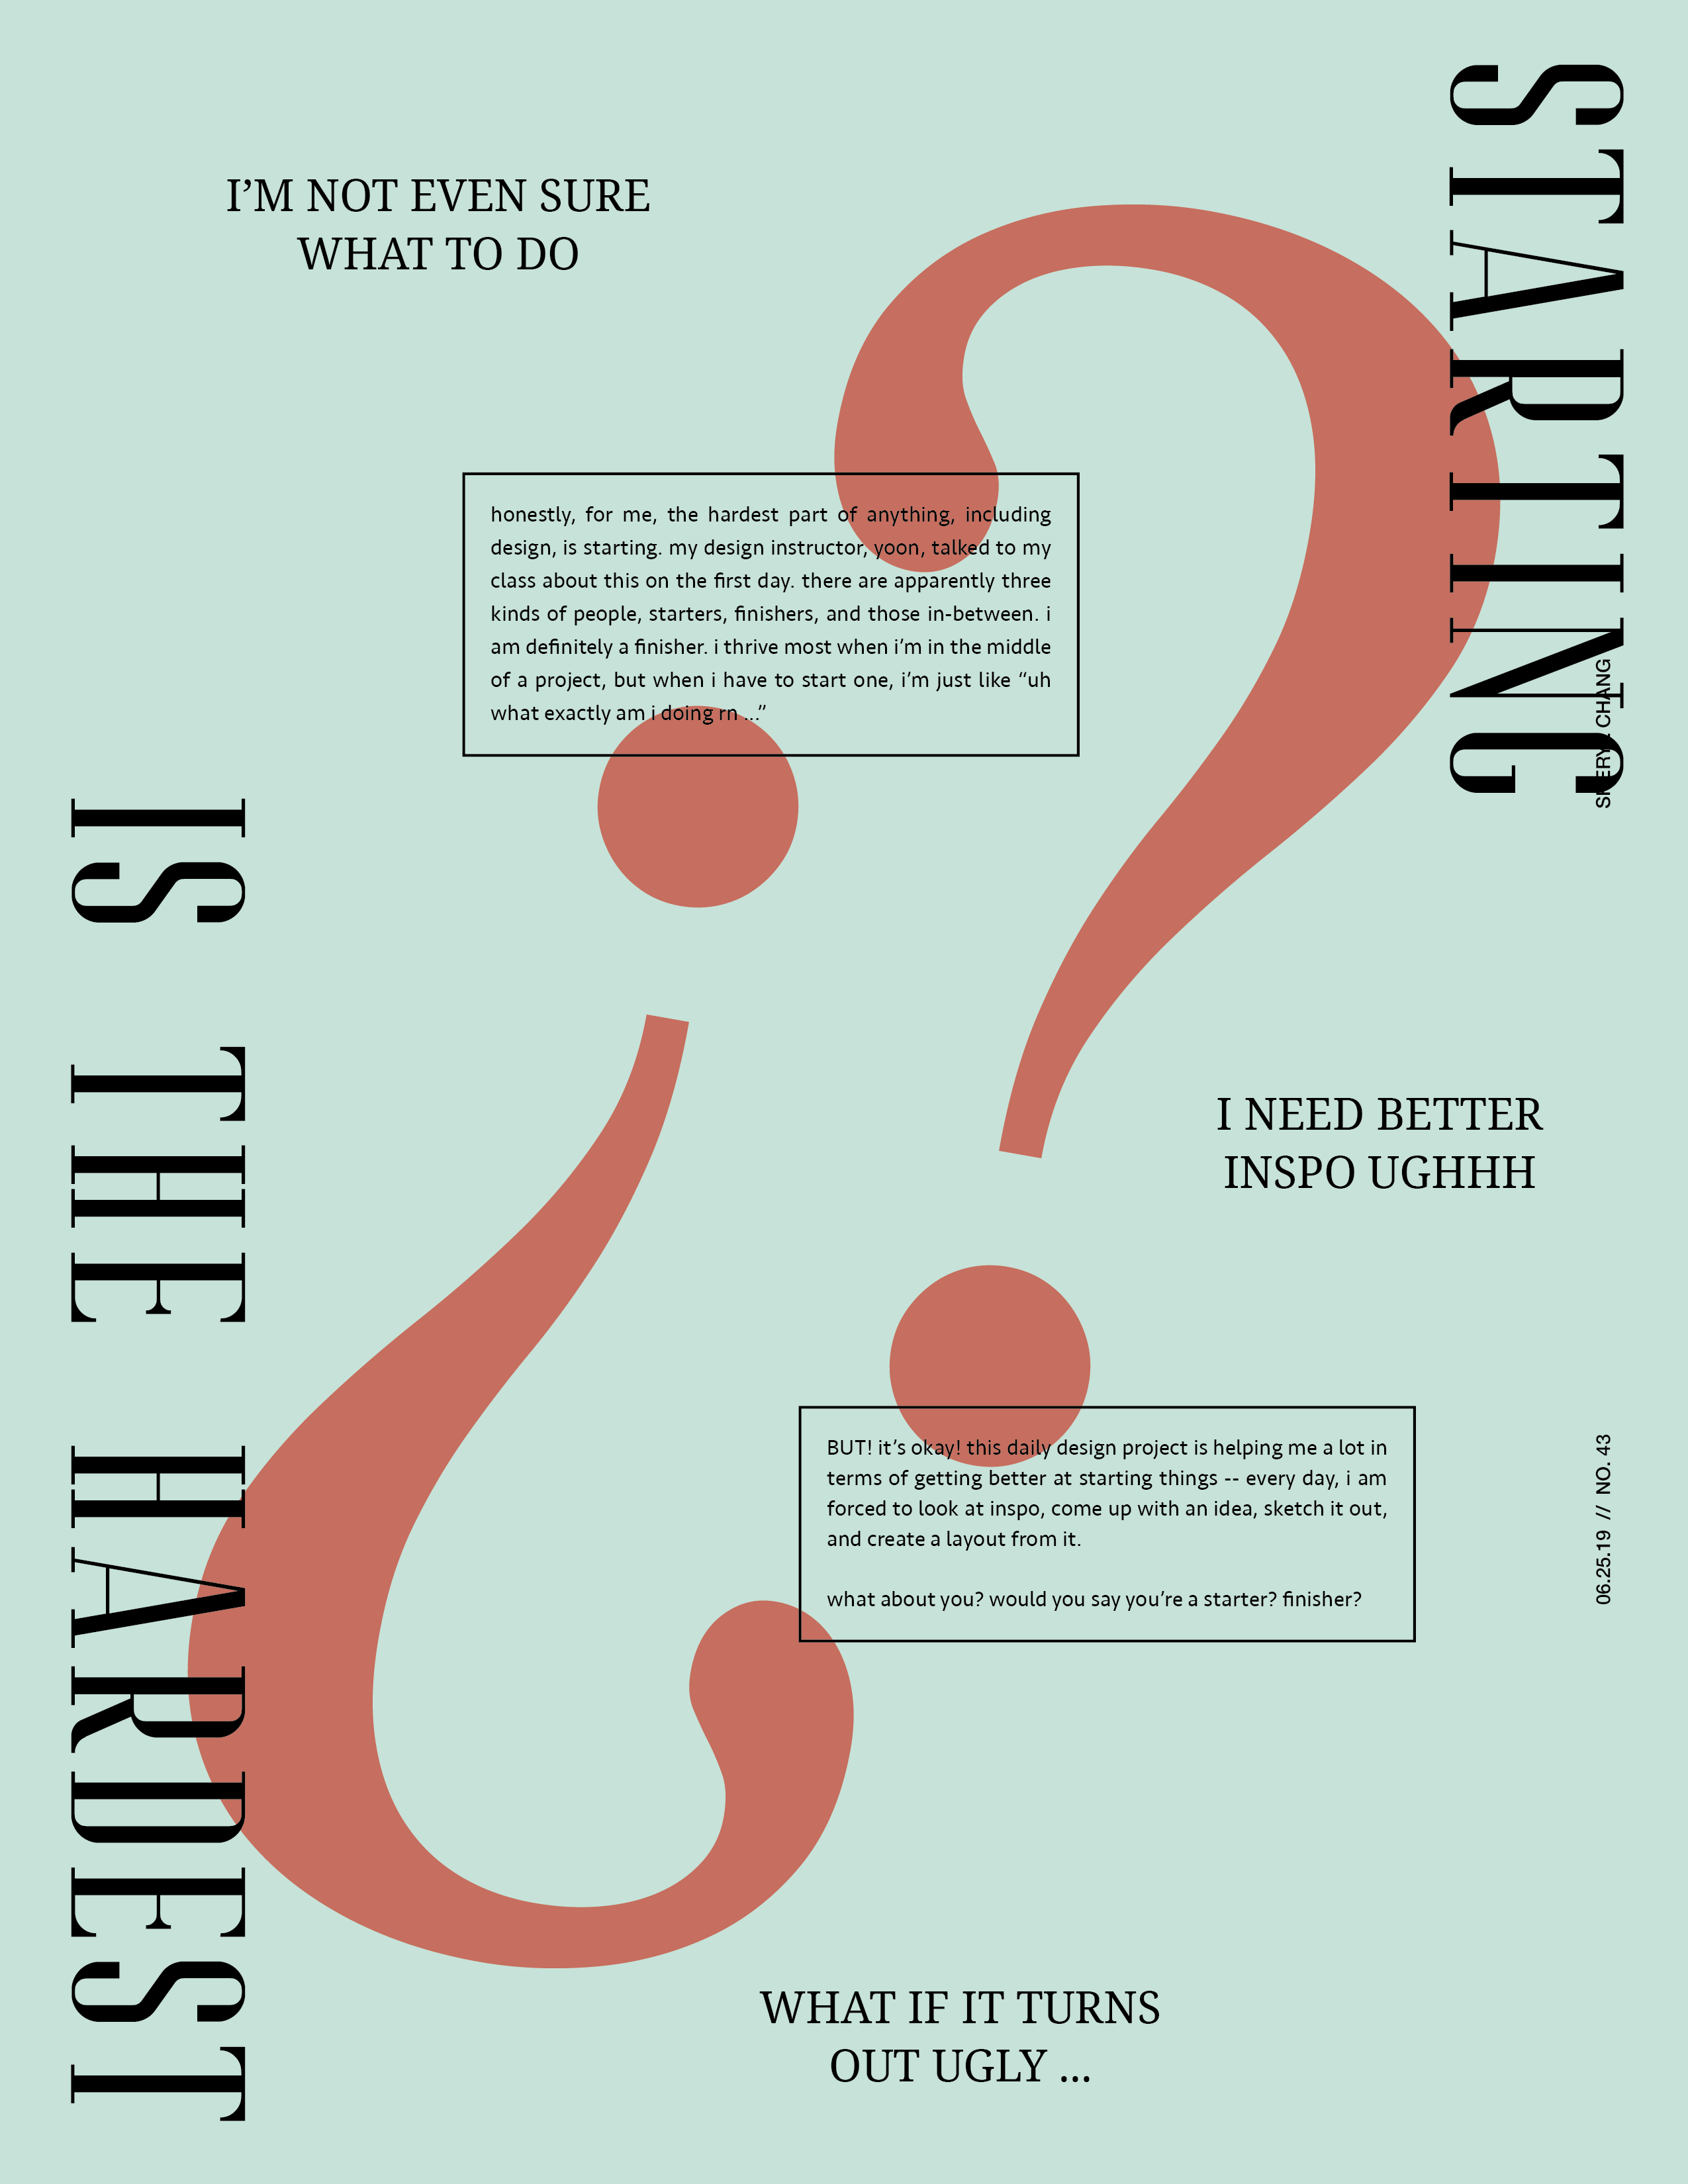 STARTING
IS THE HARDEST
I’M NOT EVEN SURE
WHAT TO DO
honestly, for me, the hardest part of anything, including
design, is starting. my design instructor, yoon, talked to my
class about this on the first day. there are apparently three
kinds of people, starters, finishers, and those in-between. i
am definitely a finisher. i thrive most when i’m in the middle
of a project, but when i have to start one, i’m just like “uh
what exactly am i doing rn ...”
SHERYL CHANG
I NEED BETTER
INSPO UGHHH
BUT! it’s okay! this daily design project is helping me a lot in
terms of getting better at starting things -- every day, i am
forced to look at inspo, come up with an idea, sketch it out,
and create a layout from it.
what about you? would you say you’re a starter? finisher?
06.25.19 // NO. 43
WHAT IF IT TURNS
OUT UGLY ...